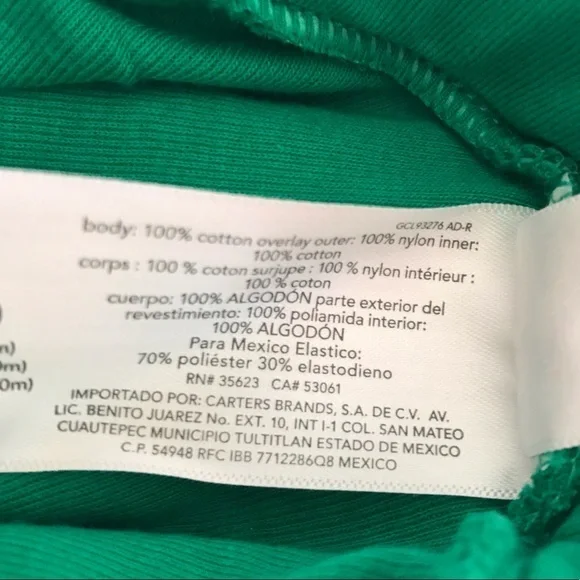 GCL93276 AD-R
body: 100% cotton overlay outer: 100% nylon inner:
100% cotton
corps : 100 % coton surjupe : 100 % nylon intérieur :
100 % coton
cuerpo: 100% ALGODÓN parte exterior del
revestimiento: 100% poliamida interior:
100% ALGODÓN
Para Mexico Elastico:
70% poliéster 30% elastodieno
RN# 35623 CA# 53061
IMPORTADO POR: CARTERS BRANDS, S.A. DE C.V. AV.
LIC. BENITO JUAREZ No. EXT. 10, INT I-1 COL. SAN MATEO
CUAUTEPEC MUNICIPIO TULTITLAN ESTADO DE MEXICO
C.P. 54948 RFC IBB 7712286Q8 MEXICO